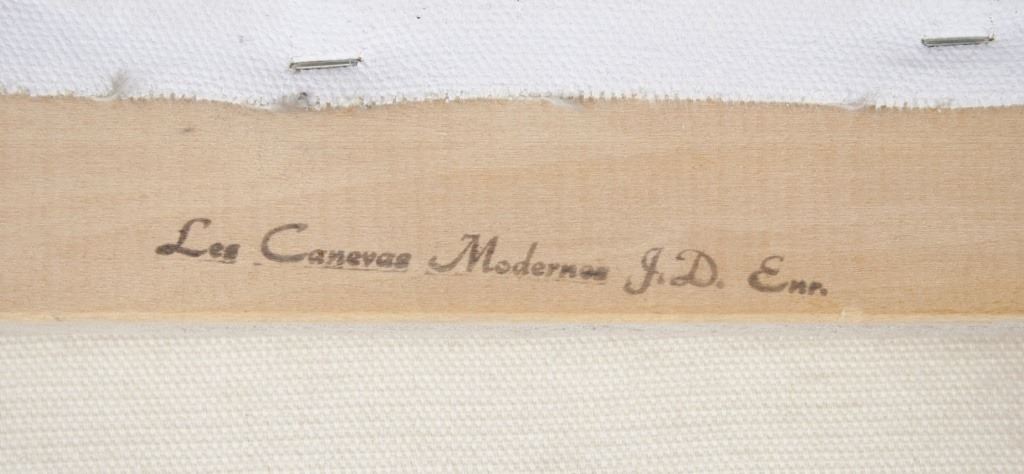 Les Canevas Modernes J.D. Enr.